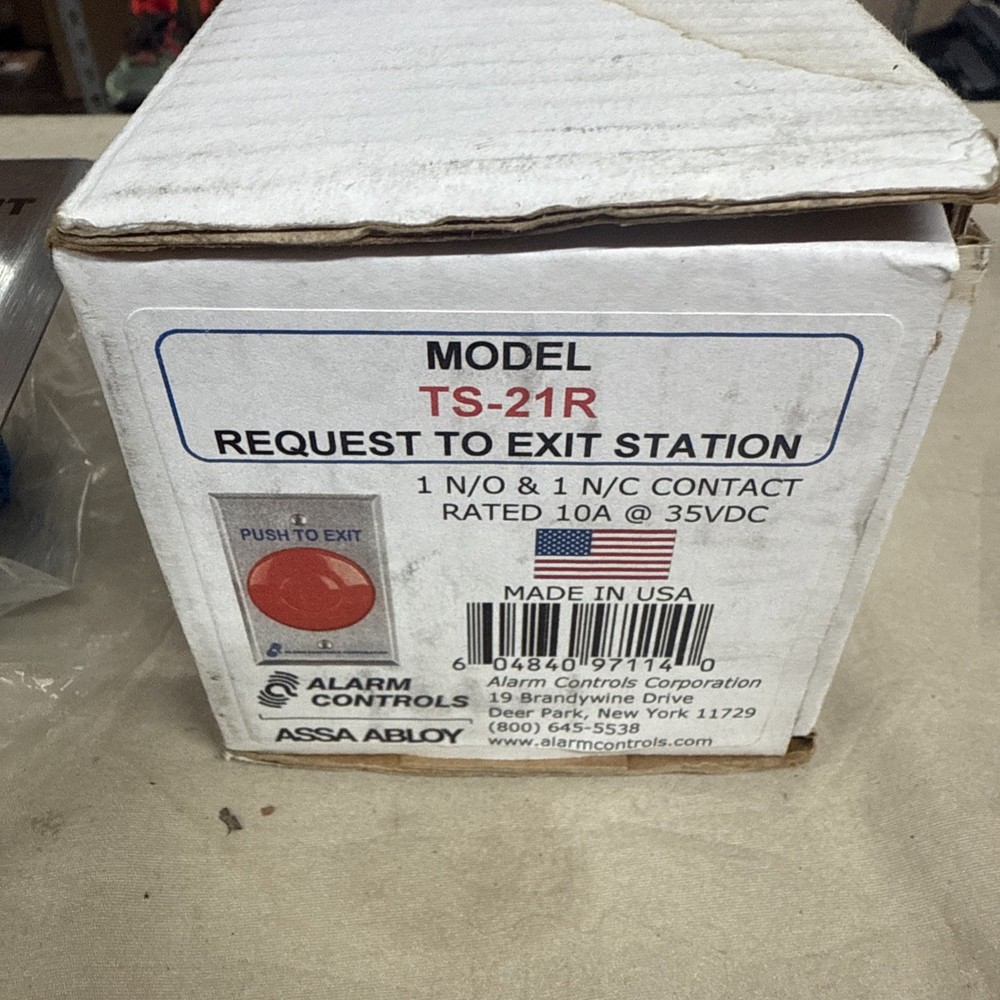 MODEL
TS-21R
REQUEST TO EXIT STATION
1 N/O & 1 N/C CONTACT
RATED 10A @ 35VDC
PUSH TO EXIT
MADE IN USA
6 04840 97114 0
ALARM
CONTROLS
ASSA ABLOY
Alarm Controls Corporation
19 Brandywine Drive
Deer Park, New York 11729
(800) 645-5538
www.alarmcontrols.com